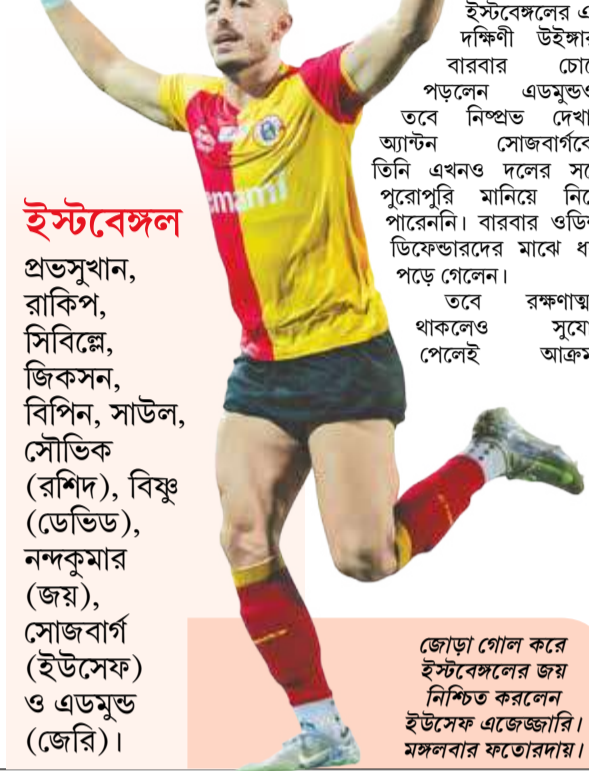 ইস্টবেঙ্গলের
দক্ষিণী উইঙ্গার
বারবার
পড়লেন
তবে নিষ্প্রভ
অ্যান্টন
তিনি এখনও দলের
পুরোপুরি মানিয়ে
পারেননি। বারবার
ডিফেন্ডারদের মাঝে
পড়ে গেলেন।
তবে
থাকলেও
পেলেই
emami
ইস্টবেঙ্গল
প্রভসুখান,
রাকিপ,
সিবিল্লে,
জিকসন,
বিপিন, সাউল,
সৌভিক
(রশিদ), বিষ্ণু
(ডেভিড),
নন্দকুমার
(জয়),
সোজবার্গ
(ইউসেফ)
ও এডমুন্ড
(জেরি)।
জোড়া গোল করে
ইস্টবেঙ্গলের জয়
নিশ্চিত করলেন
ইউসেফ এজেজ্জারি।
মঙ্গলবার ফতোরদায়।